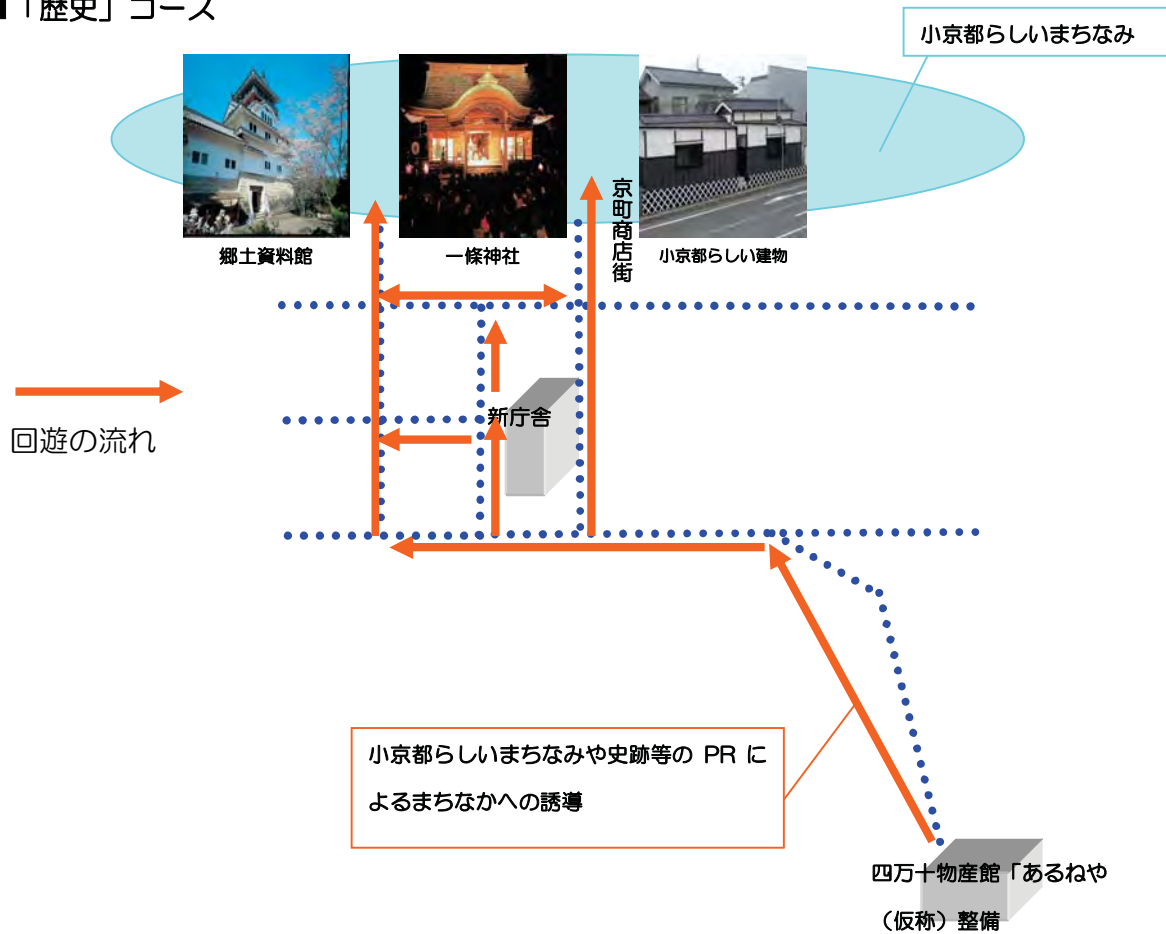 「歴史」コース
小京都らしいまちなみ
郷土資料館
一條神社
京町商店街
小京都らしい建物
回遊の流れ
新庁舎
小京都らしいまちなみや史跡等の PR に
よるまちなかへの誘導
四万十物産館「あるねや
（仮称）整備